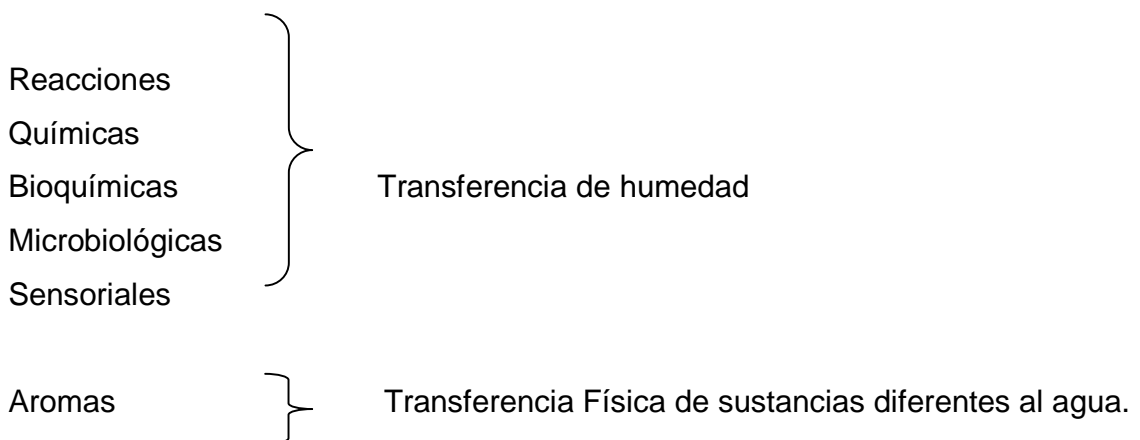 Reacciones
Químicas
Bioquímicas Transferencia de humedad
Microbiológicas
Sensoriales
Aromas Transferencia Física de sustancias diferentes al agua.